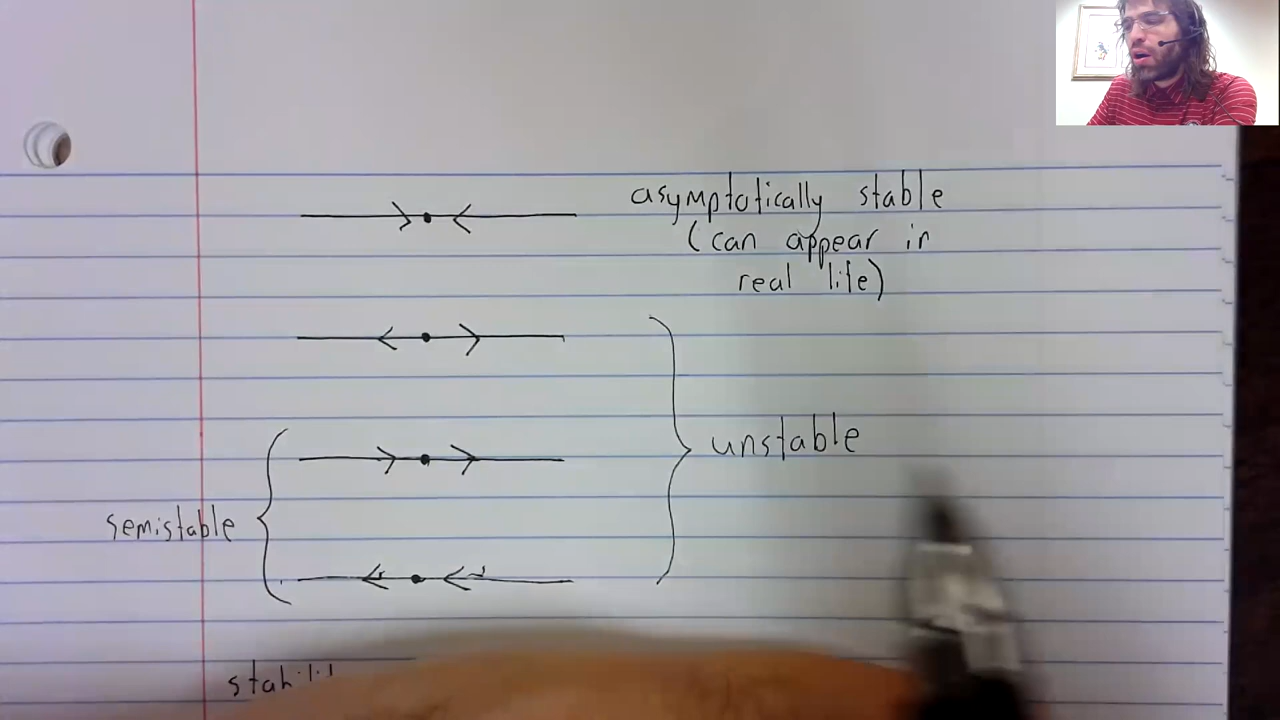 asymptotically stable
(can appear in
real life)
unstable
semistable